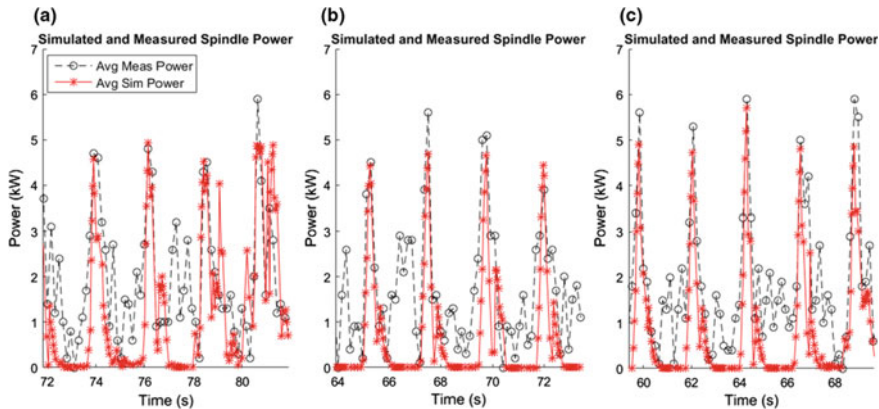 (a)
Simulated and Measured Spindle Power
Avg Meas Power
Avg Sim Power
Power (kW)
7
6
5
4
3
2
1
0
72 74 76 78 80
Time (s)
(b)
Simulated and Measured Spindle Power
Power (kW)
7
6
5
4
3
2
1
0
64 66 68 70 72
Time (s)
(c)
Simulated and Measured Spindle Power
Power (kW)
7
6
5
4
3
2
1
0
60 62 64 66 68
Time (s)